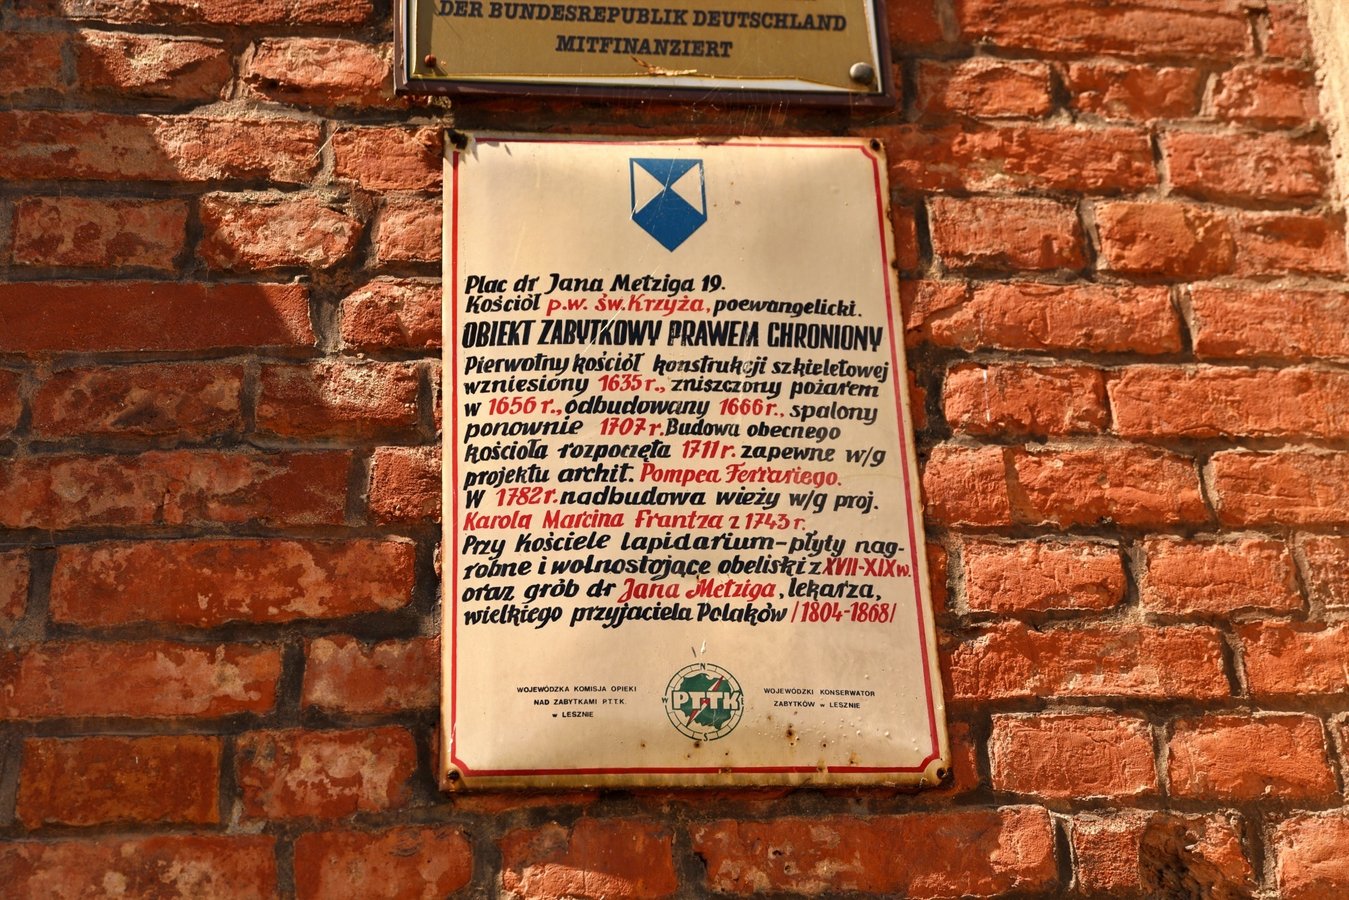 DER BUNDESREPUBLIK DEUTSCHLAND
MITFINANZIERT
Plac dr Jana Metziga 19.
Kościół p.w. św. Krzyża, poewangelicki.
OBIEKT ZABYTKOWY PRAWEM CHRONIONY
Pierwotny kościół konstrukcji szkieletowej
wzniesiony 1635 r., zniszczony pożarem
w 1656 r., odbudowany 1666 r., spalony
ponownie 1707 r. Budowa obecnego
kościoła rozpoczęta 1711 r. zapewne w/g
projektu archit. Pompea Ferrariego.
W 1782 r. nadbudowa wieży w/g proj.
Karola Marcina Frantza z 1743 r.
Przy kościele lapidarium-płyty nag-
robne i wolnostojące obeliski z XVII-XIX w.
oraz grób dr Jana Metziga, lekarza,
wielkiego przyjaciela Polaków /1804-1868/
WOJEWÓDZKA KOMISJA OPIEKI
NAD ZABYTKAMI P.T.T.K.
w LESZNIE
N
W PTTK E
S
WOJEWÓDZKI KONSERWATOR
ZABYTKÓW w LESZNIE